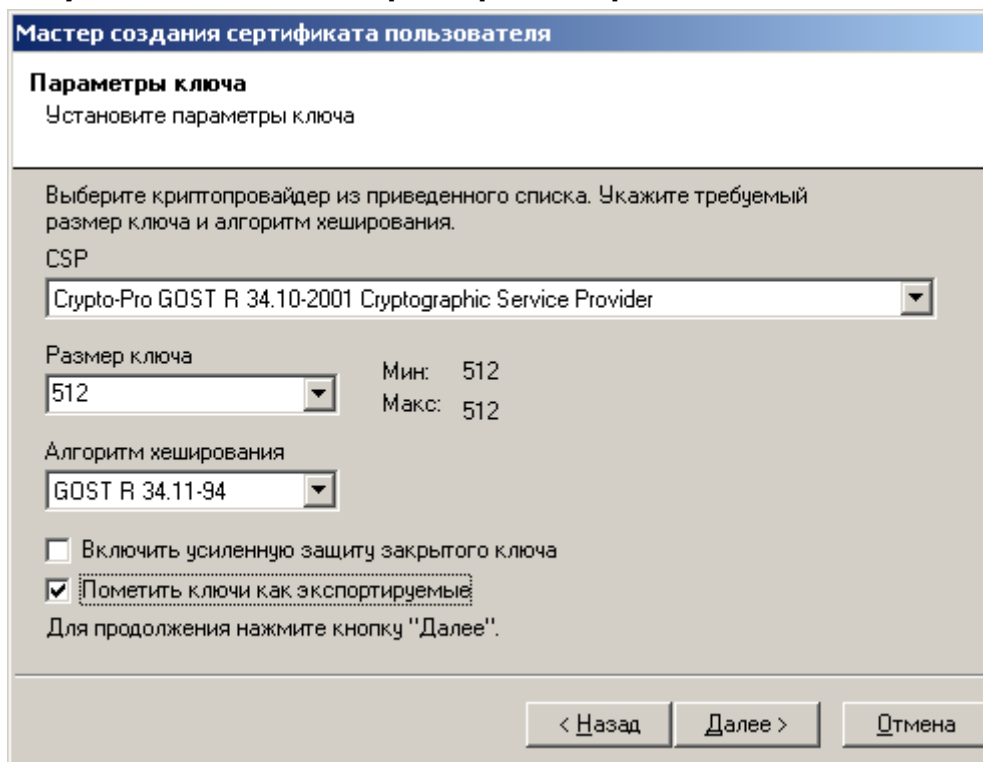 Мастер создания сертификата пользователя
Параметры ключа
Установите параметры ключа
Выберите криптопровайдер из приведенного списка. Укажите требуемый
размер ключа и алгоритм хеширования.
CSP
Crypto-Pro GOST R 34.10-2001 Cryptographic Service Provider
Размер ключа
512
Мин: 512
Макс: 512
Алгоритм хеширования
GOST R 34.11-94
Включить усиленную защиту закрытого ключа
Пометить ключи как экспортируемые
Для продолжения нажмите кнопку "Далее".
< Назад Далее > Отмена